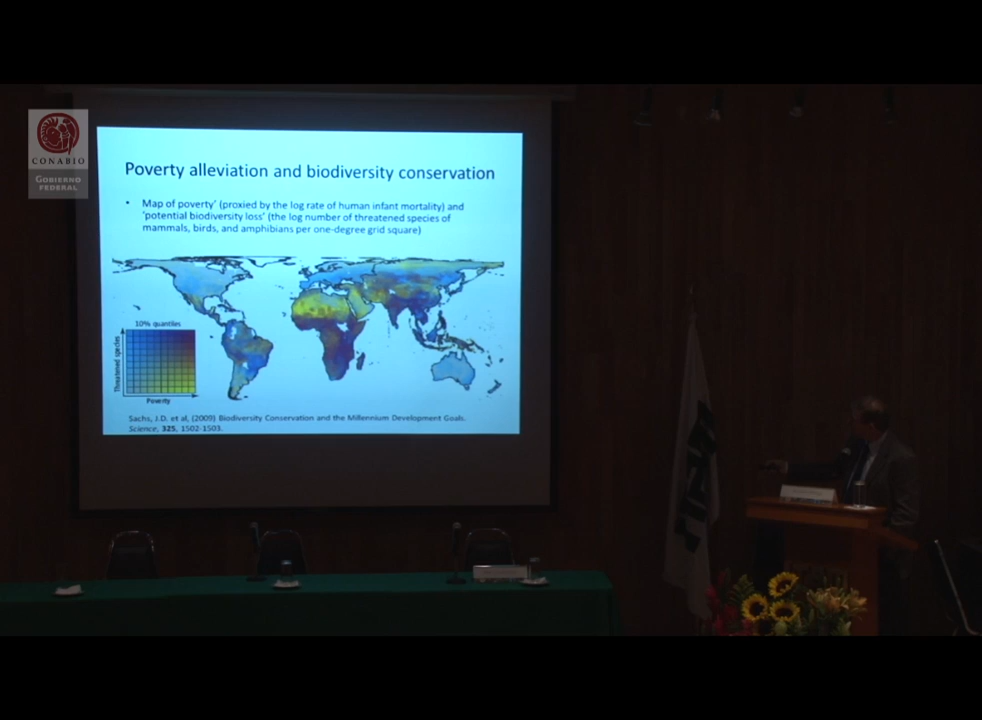 CONABIO
GOBIERNO
FEDERAL
Poverty alleviation and biodiversity conservation
• Map of poverty' (proxied by the log rate of human infant mortality) and
'potential biodiversity loss' (the log number of threatened species of
mammals, birds, and amphibians per one-degree grid square)
10% quantiles
Threatened species
Poverty
Sachs, J.D. et al, (2009) Biodiversity Conservation and the Millennium Development Goals.
Science, 325, 1502-1503.